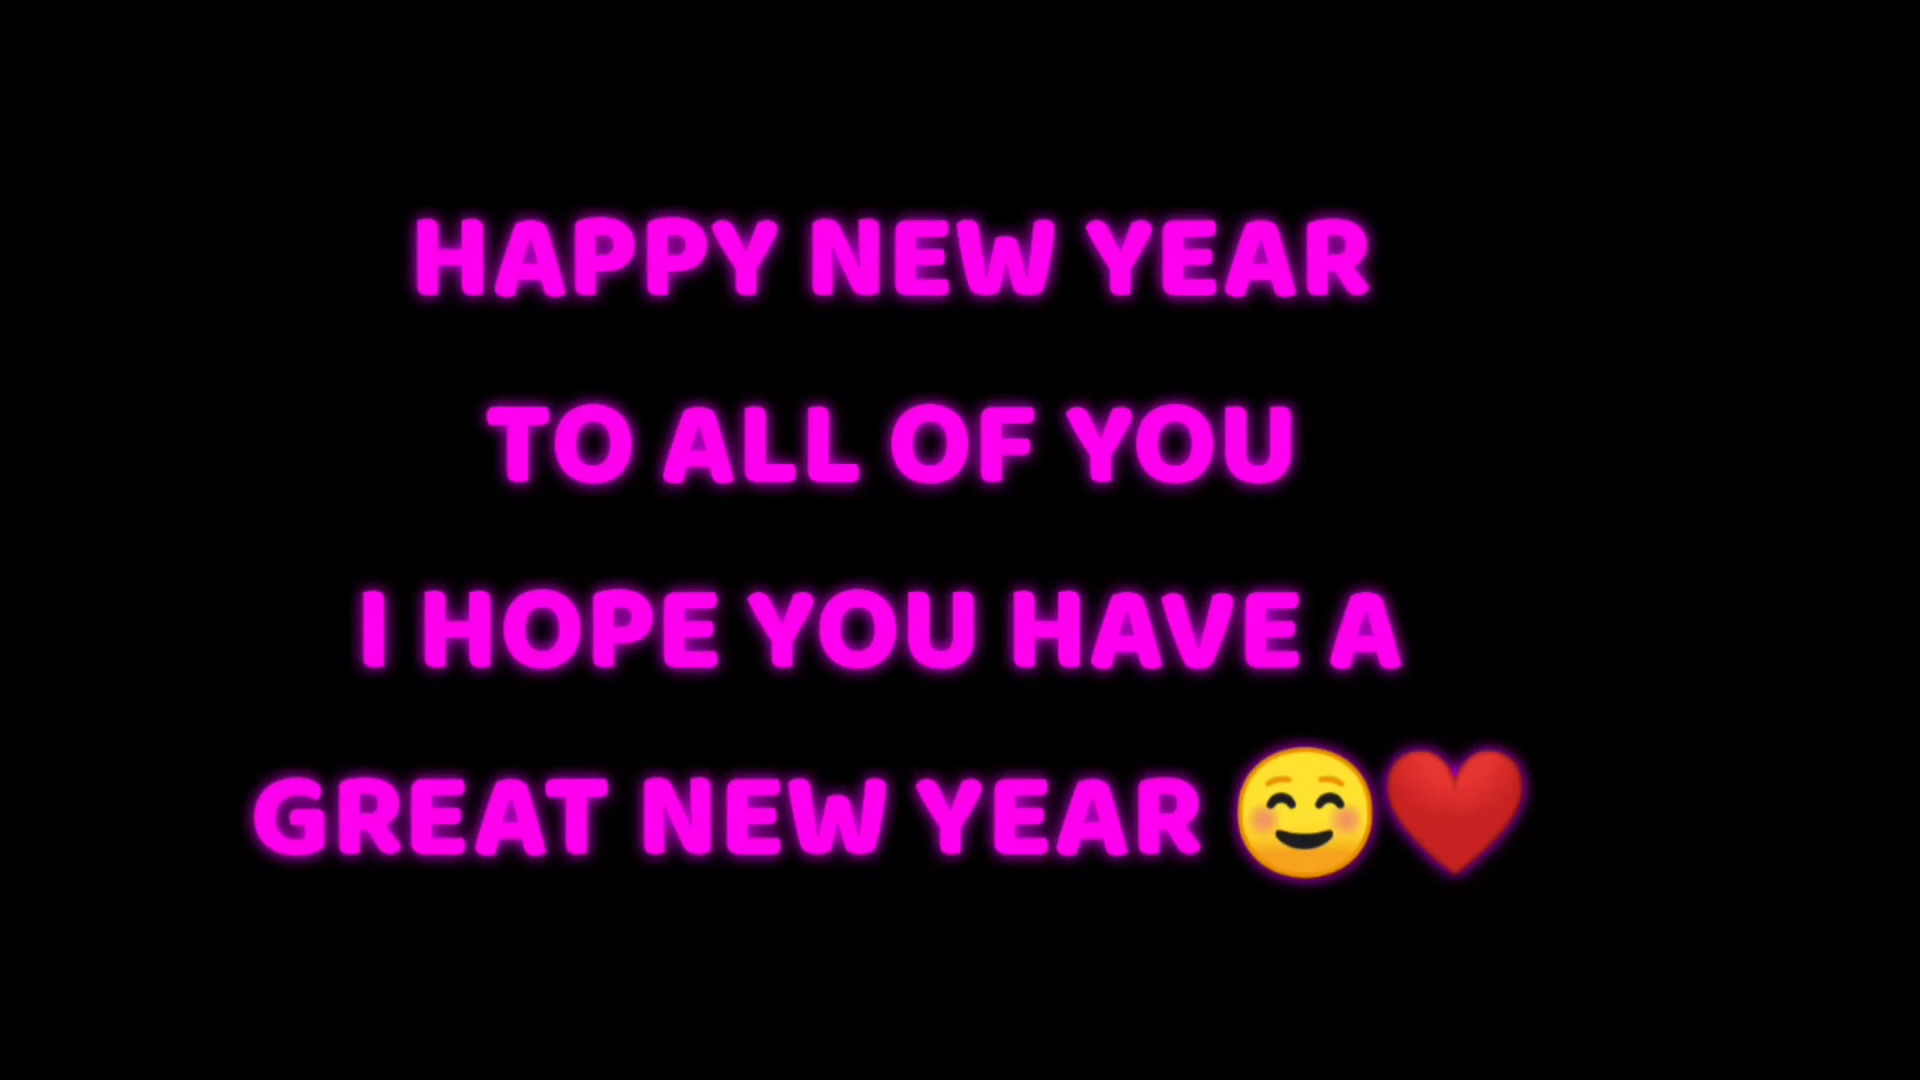 HAPPY NEW YEAR
TO ALL OF YOU
I HOPE YOU HAVE A
GREAT NEW YEAR ☺️❤️